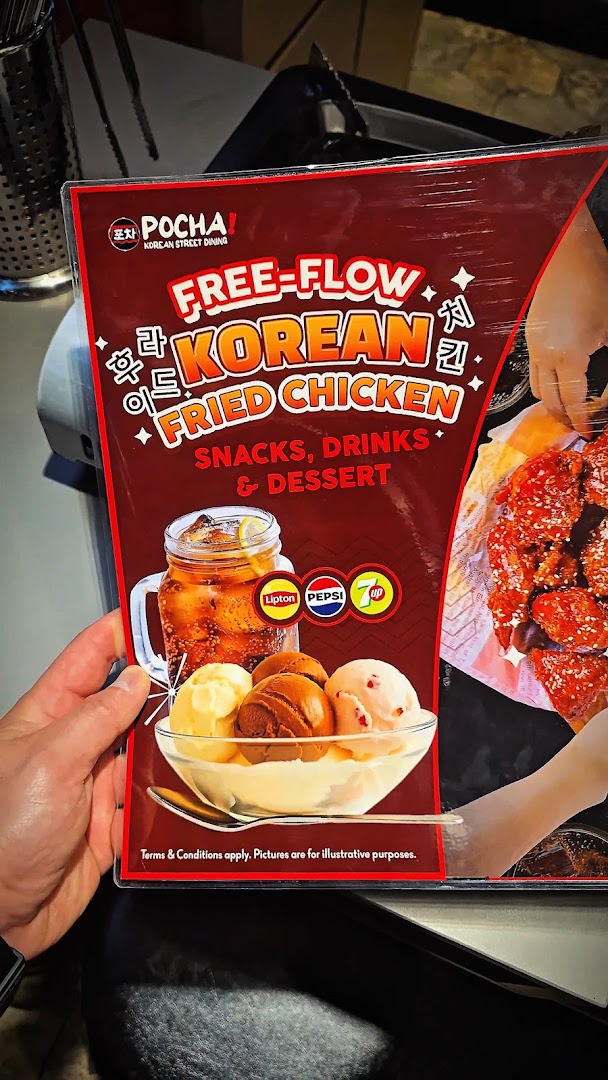 포차
POCHA!
KOREAN STREET DINING
FREE-FLOW
후라이드
KOREAN
치킨
FRIED CHICKEN
SNACKS, DRINKS
& DESSERT
Lipton
PEPSI
7up
Terms & Conditions apply. Pictures are for illustrative purposes.